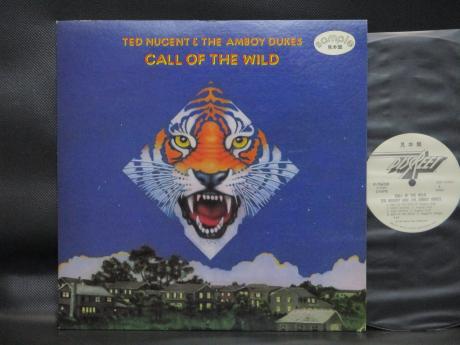 TED NUGENT & THE AMBOY DUKES
CALL OF THE WILD
sample
見本盤
見本盤
DISCREET
CALL OF THE WILD
TED NUGENT AND THE AMBOY DUKES